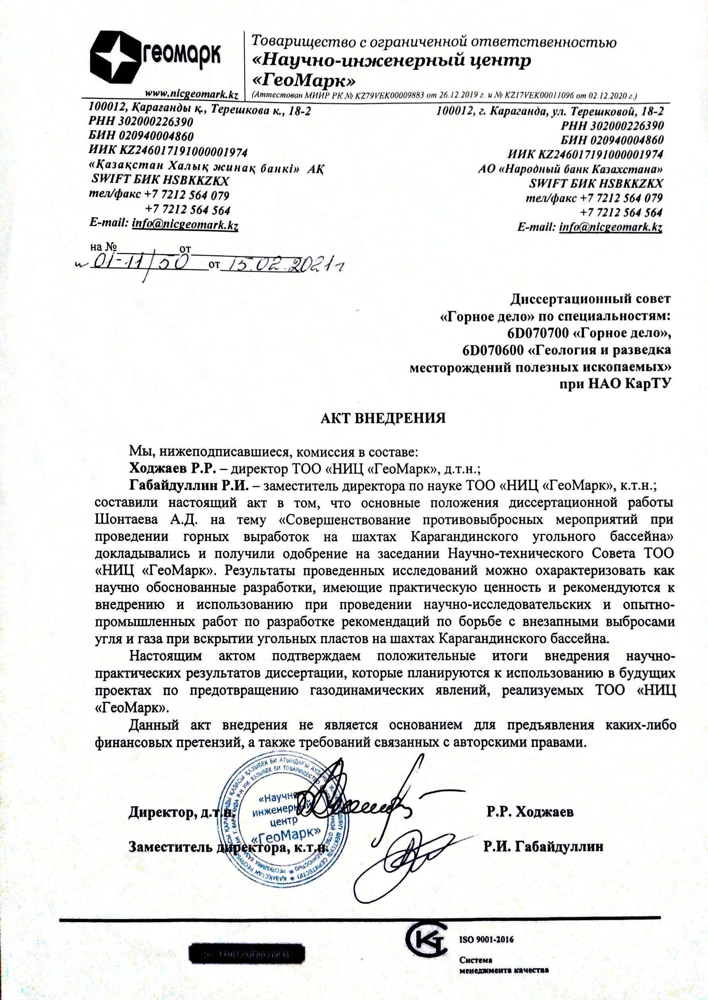 геомарк
www.nicgeomark.kz
Товарищество с ограниченной ответственностью
«Научно-инженерный центр
«ГеоМарк»
(Аттестован МИИР РК № KZ79VEK00009883 от 26.12.2019 г. и № KZ17VEK00011096 от 02.12.2020 г.)
100012, Қарағанды қ., Терешкова к., 18-2
РНН 302000226390
БИН 020940004860
ИИК KZ246017191000001974
«Қазақстан Халық жинақ банкі» АҚ
SWIFT БИК HSBKKZKX
тел/факс +7 7212 564 079
+7 7212 564 564
E-mail: info@nicgeomark.kz
100012, г. Караганда, ул. Терешковой, 18-2
РНН 302000226390
БИН 020940004860
ИИК KZ246017191000001974
АО «Народный банк Казахстана»
SWIFT БИК HSBKKZKX
тел/факс +7 7212 564 079
+7 7212 564 564
E-mail: info@nicgeomark.kz
на № от
01-11/50 от 15.02.2021г
Диссертационный совет
«Горное дело» по специальностям:
6D070700 «Горное дело»,
6D070600 «Геология и разведка
месторождений полезных ископаемых»
при НАО КарТУ
АКТ ВНЕДРЕНИЯ
Мы, нижеподписавшиеся, комиссия в составе:
Ходжаев Р.Р. – директор ТОО «НИЦ «ГеоМарк», д.т.н.;
Габайдуллин Р.И. – заместитель директора по науке ТОО «НИЦ «ГеоМарк», к.т.н.;
составили настоящий акт в том, что основные положения диссертационной работы
Шонтаева А.Д. на тему «Совершенствование противовыбросных мероприятий при
проведении горных выработок на шахтах Карагандинского угольного бассейна»
докладывались и получили одобрение на заседании Научно-технического Совета ТОО
«НИЦ «ГеоМарк». Результаты проведенных исследований можно охарактеризовать как
научно обоснованные разработки, имеющие практическую ценность и рекомендуются к
внедрению и использованию при проведении научно-исследовательских и опытно-
промышленных работ по разработке рекомендаций по борьбе с внезапными выбросами
угля и газа при вскрытии угольных пластов на шахтах Карагандинского бассейна.
Настоящим актом подтверждаем положительные итоги внедрения научно-
практических результатов диссертации, которые планируются к использованию в будущих
проектах по предотвращению газодинамических явлений, реализуемых ТОО «НИЦ
«ГеоМарк».
Данный акт внедрения не является основанием для предъявления каких-либо
финансовых претензий, а также требований связанных с авторскими правами.
Директор, д.т.н. Р.Р. Ходжаев
«Научно
инженерный
центр
«ГеоМарк»
Заместитель директора, к.т.н. Р.И. Габайдуллин
ISO 9001-2016
Система
менеджмента качества